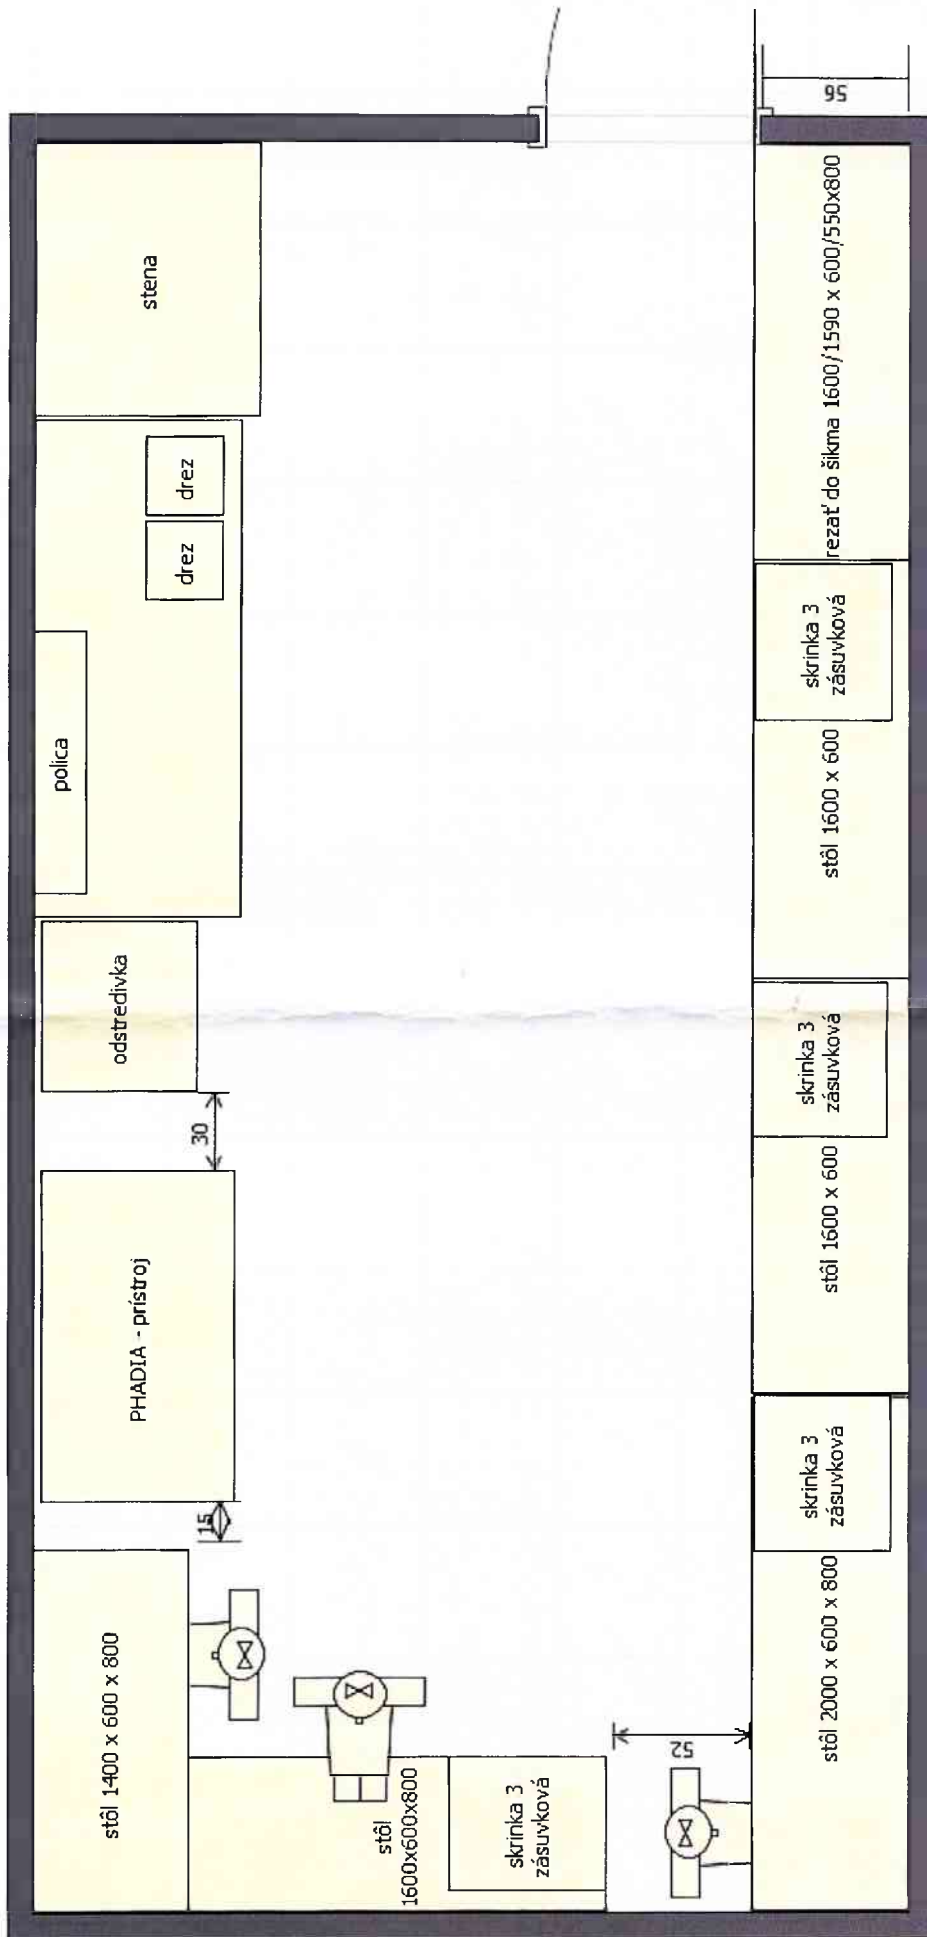 56
stena
rezať do šikma 1600/1590 x 600/550x800
drez
drez
polica
skrinka 3
zásuvková
stôl 1600 x 600
odstredivka
skrinka 3
zásuvková
30
stôl 1600 x 600
PHADIA - prístroj
skrinka 3
zásuvková
15
stôl 1400 x 600 x 800
stôl 2000 x 600 x 800
52
stôl
1600x600x800
skrinka 3
zásuvková